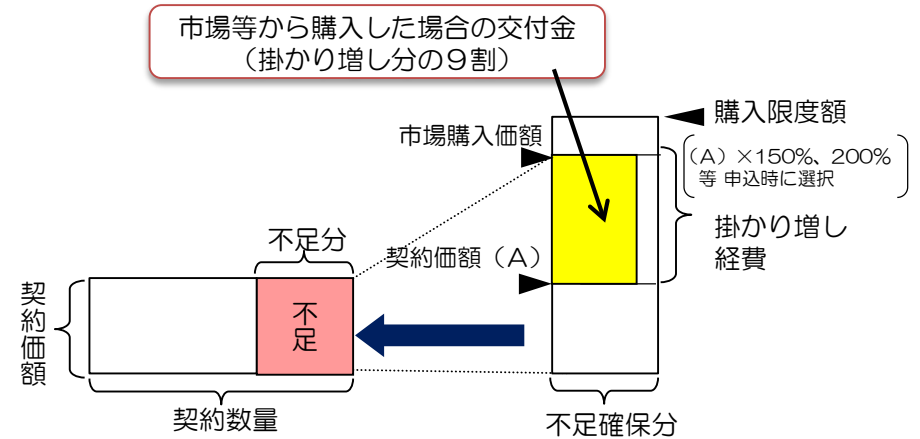 市場等から購入した場合の交付金
（掛かり増し分の９割）
購入限度額
市場購入価額
（A）×150%、200%
等 申込時に選択
掛かり増し
経費
不足分
契約価額（A）
契約価額
不足
契約数量
不足確保分